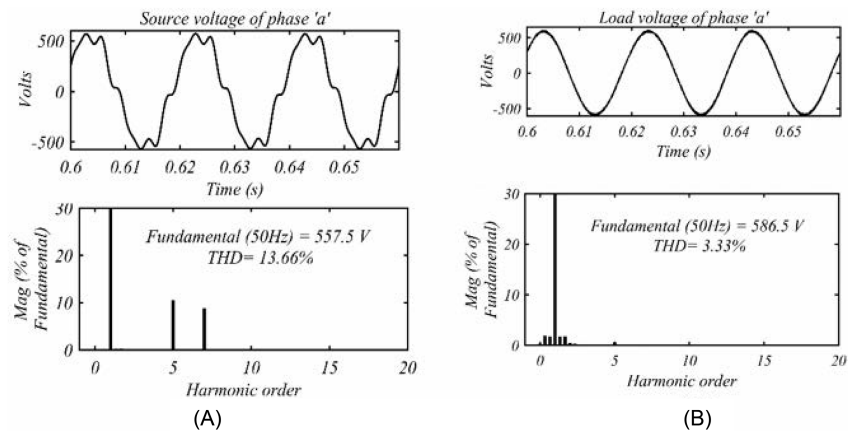 Source voltage of phase 'a'
500
0
-500
Volts
0.6 0.61 0.62 0.63 0.64 0.65
Time (s)
30
20
10
0
Mag (% of
Fundamental)
Fundamental (50Hz) = 557.5 V
THD= 13.66%
0 5 10 15 20
Harmonic order
(A)
Load voltage of phase 'a'
500
0
-500
Volts
0.6 0.61 0.62 0.63 0.64 0.65
Time (s)
30
20
10
0
Mag (% of
Fundamental)
Fundamental (50Hz) = 586.5 V
THD= 3.33%
0 5 10 15 20
Harmonic order
(B)